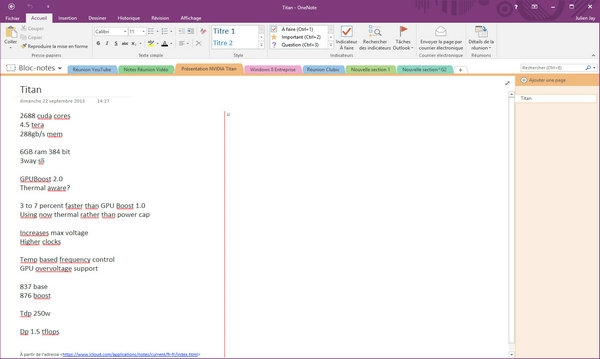 Titan - OneNote
Julien Jay
Fichier
Accueil
Insertion
Dessiner
Historique
Révision
Affichage
Coller
Couper
Copier
Reproduire la mise en forme
Presse-papiers
Calibri
11
Texte simple
Titre 1
Titre 2
Styles
À faire (Ctrl+1)
Important (Ctrl+2)
Question (Ctrl+3)
Indicateur À faire
Rechercher des indicateurs
Tâches Outlook
Indicateurs
Envoyer la page par courrier électronique
Courrier électronique
Détails de la réunion
Réunions
Bloc-notes
Réunion YouTube
Notes Réunion Vidéo
Présentation NVIDIA Titan
Windows 8 Entreprise
Réunion Clubic
Nouvelle section 1
Nouvelle section^G2
Rechercher (Ctrl+E)
Ajouter une page
Titan
Titan
dimanche 22 septembre 2013 14:27
2688 cuda cores
4.5 tera
288gb/s mem
6GB ram 384 bit
3way sli
GPUBoost 2.0
Thermal aware?
3 to 7 percent faster than GPU Boost 1.0
Using now thermal rather than power cap
Increases max voltage
Higher clocks
Temp based frequency control
GPU overvoltage support
837 base
876 boost
Tdp 250w
Dp 1.5 tflops
À partir de l'adresse <https://www.icloud.com/applications/notes/current/fr-fr/index.html>